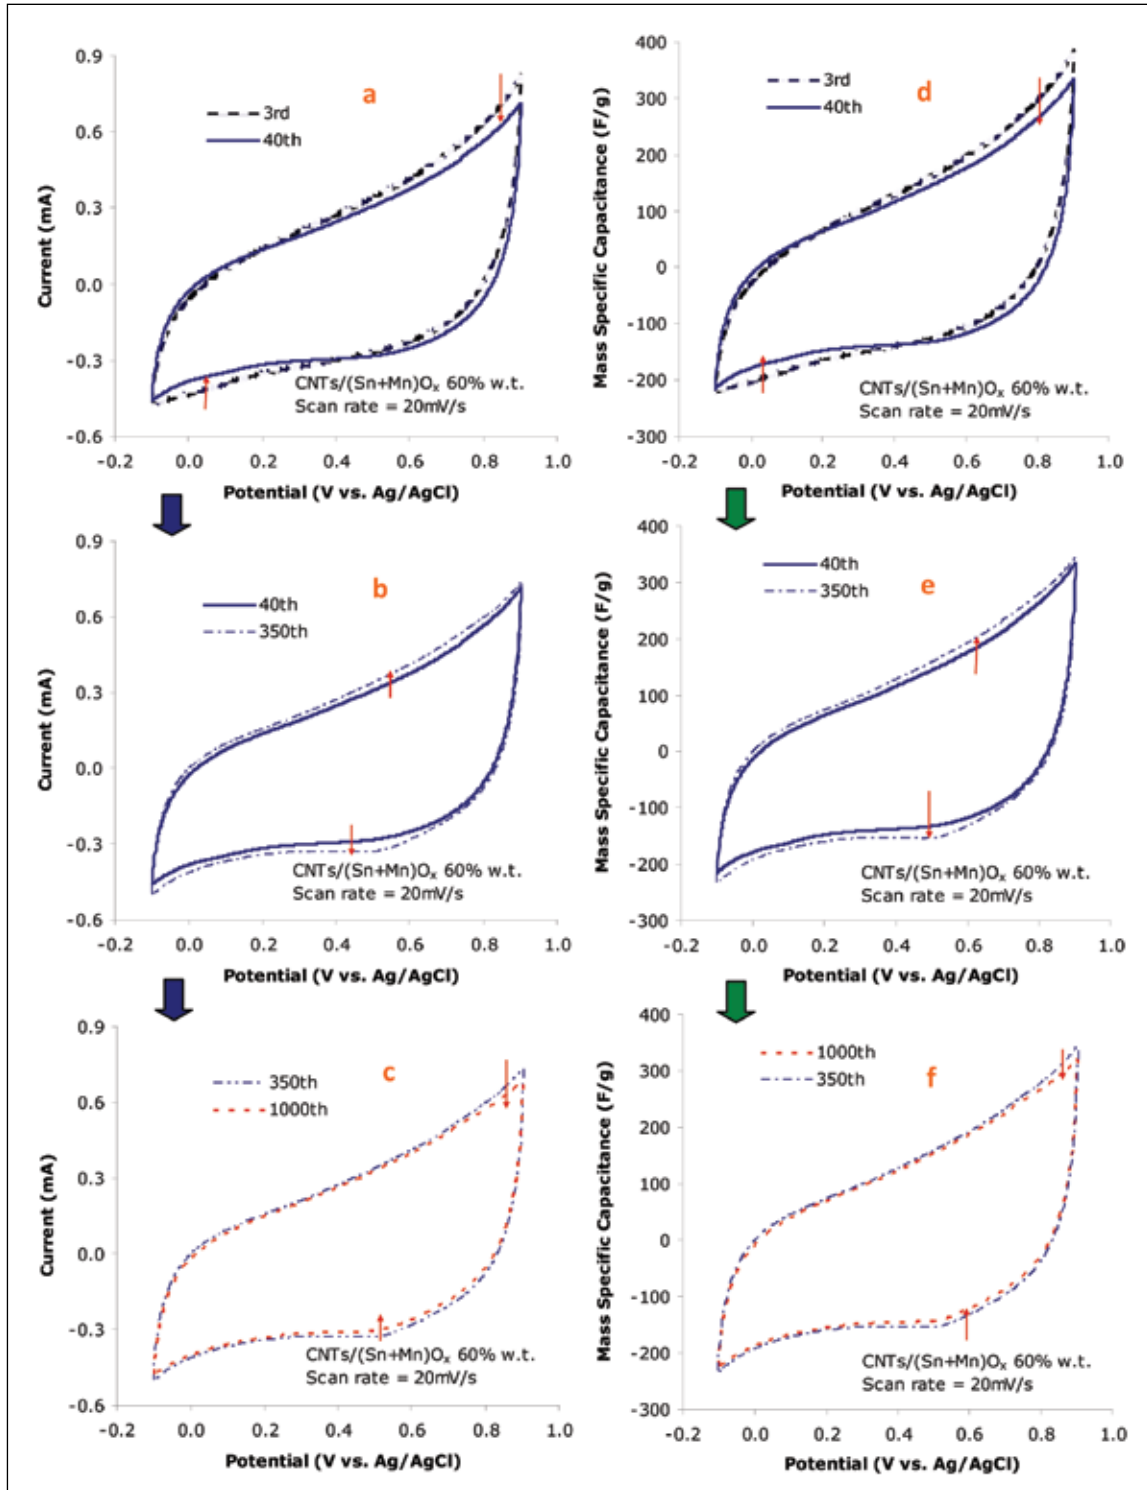 a
3rd
40th
0.9
0.6
0.3
0.0
-0.3
-0.6
Current (mA)
CNTs/(Sn+Mn)Oₓ 60% w.t.
Scan rate = 20mV/s
-0.2 0.0 0.2 0.4 0.6 0.8 1.0
Potential (V vs. Ag/AgCl)
d
3rd
40th
400
300
200
100
0
-100
-200
-300
Mass Specific Capacitance (F/g)
CNTs/(Sn+Mn)Oₓ 60% w.t.
Scan rate = 20mV/s
-0.2 0.0 0.2 0.4 0.6 0.8 1.0
Potential (V vs. Ag/AgCl)
b
40th
350th
0.9
0.6
0.3
0.0
-0.3
-0.6
Current (mA)
CNTs/(Sn+Mn)Oₓ 60% w.t.
Scan rate = 20mV/s
-0.2 0.0 0.2 0.4 0.6 0.8 1.0
Potential (V vs. Ag/AgCl)
e
40th
350th
400
300
200
100
0
-100
-200
-300
Mass Specific Capacitance (F/g)
CNTs/(Sn+Mn)Oₓ 60% w.t.
Scan rate = 20mV/s
-0.2 0.0 0.2 0.4 0.6 0.8 1.0
Potential (V vs. Ag/AgCl)
c
350th
1000th
0.9
0.6
0.3
0.0
-0.3
-0.6
Current (mA)
CNTs/(Sn+Mn)Oₓ 60% w.t.
Scan rate = 20mV/s
-0.2 0.0 0.2 0.4 0.6 0.8 1.0
Potential (V vs. Ag/AgCl)
f
1000th
350th
400
300
200
100
0
-100
-200
-300
Mass Specific Capacitance (F/g)
CNTs/(Sn+Mn)Oₓ 60% w.t.
Scan rate = 20mV/s
-0.2 0.0 0.2 0.4 0.6 0.8 1.0
Potential (V vs. Ag/AgCl)